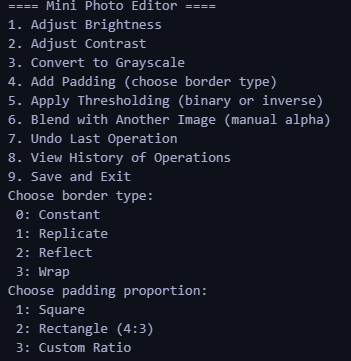 ==== Mini Photo Editor ====
1. Adjust Brightness
2. Adjust Contrast
3. Convert to Grayscale
4. Add Padding (choose border type)
5. Apply Thresholding (binary or inverse)
6. Blend with Another Image (manual alpha)
7. Undo Last Operation
8. View History of Operations
9. Save and Exit
Choose border type:
 0: Constant
 1: Replicate
 2: Reflect
 3: Wrap
Choose padding proportion:
 1: Square
 2: Rectangle (4:3)
 3: Custom Ratio